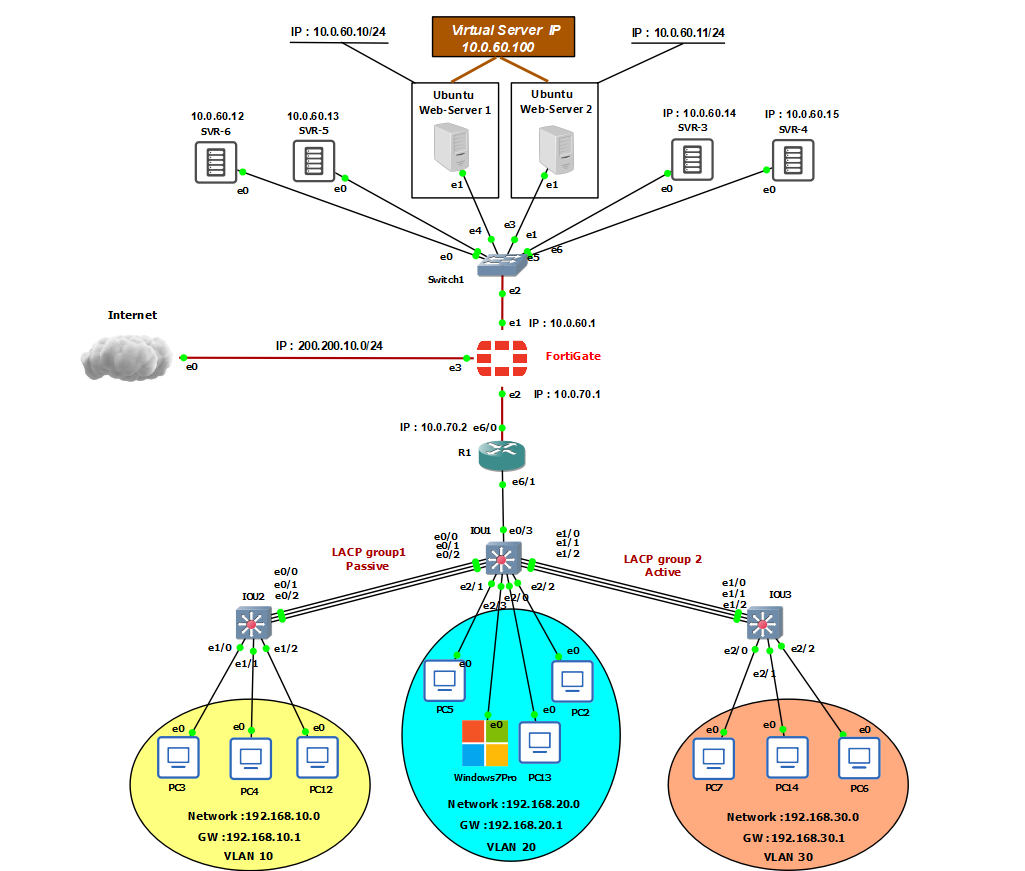 IP : 10.0.60.10/24
Virtual Server IP
10.0.60.100
IP : 10.0.60.11/24
10.0.60.12
SVR-6
10.0.60.13
SVR-5
Ubuntu
Web-Server 1
Ubuntu
Web-Server 2
IP : 10.0.60.14
SVR-3
IP : 10.0.60.15
SVR-4
e0
e0
e1
e1
e0
e0
e4
e3
e1
e0
e5
e6
Switch1
e2
Internet
e1
IP : 10.0.60.1
IP : 200.200.10.0/24
FortiGate
e0
e3
e2
IP : 10.0.70.1
IP : 10.0.70.2
e6/0
R1
e6/1
IOU1
e0/3
e0/0
e0/1
e0/2
e1/0
e1/1
e1/2
LACP group1
Passive
LACP group 2
Active
e0/0
e0/1
e0/2
IOU2
e2/1
e2/3
e2/0
e2/2
e1/0
e1/1
e1/2
IOU3
e1/0
e1/1
e1/2
e2/0
e2/1
e2/2
e0
PC5
e0
PC2
e0
Windows7Pro
e0
PC13
e0
PC3
e0
PC4
e0
PC12
e0
PC7
e0
PC14
e0
PC6
Network :192.168.10.0
GW :192.168.10.1
VLAN 10
Network :192.168.20.0
GW :192.168.20.1
VLAN 20
Network :192.168.30.0
GW :192.168.30.1
VLAN 30